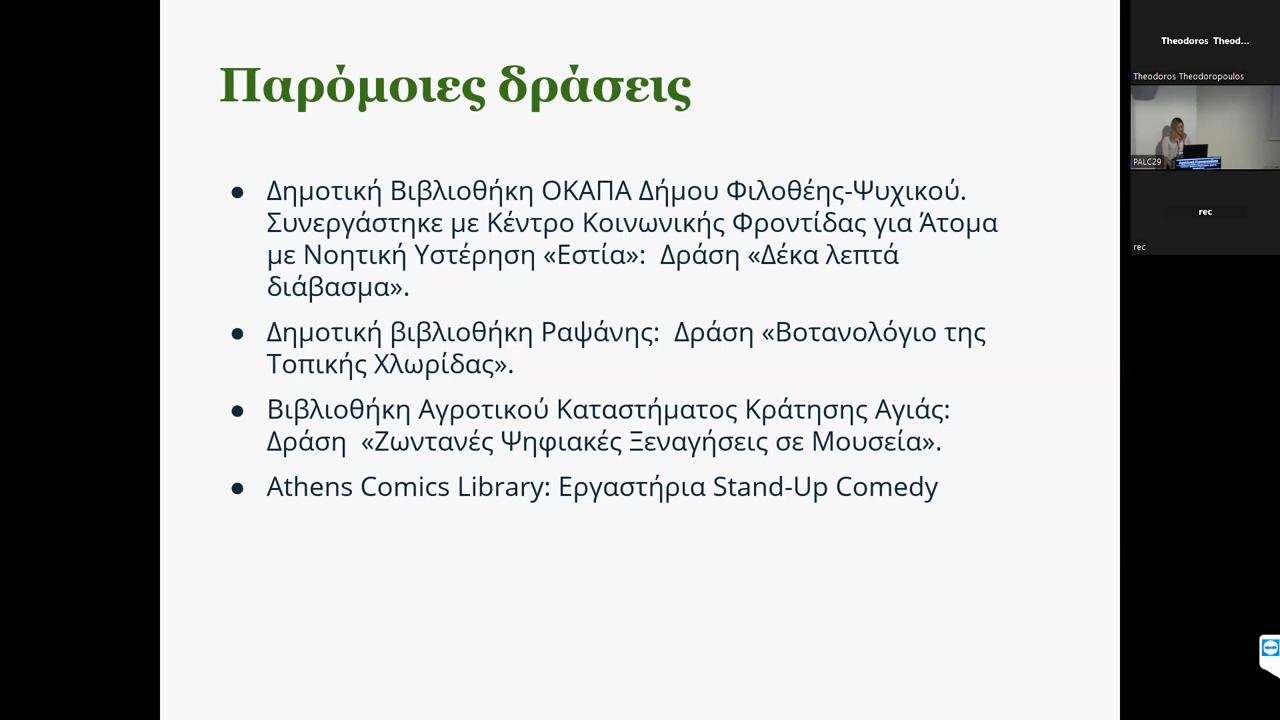 Παρόμοιες δράσεις
● Δημοτική Βιβλιοθήκη ΟΚΑΠΑ Δήμου Φιλοθέης-Ψυχικού.
Συνεργάστηκε με Κέντρο Κοινωνικής Φροντίδας για Άτομα
με Νοητική Υστέρηση «Εστία»:  Δράση «Δέκα λεπτά
διάβασμα».
● Δημοτική βιβλιοθήκη Ραψάνης:  Δράση «Βοτανολόγιο της
Τοπικής Χλωρίδας».
● Βιβλιοθήκη Αγροτικού Καταστήματος Κράτησης Αγιάς:
Δράση  «Ζωντανές Ψηφιακές Ξεναγήσεις σε Μουσεία».
● Athens Comics Library: Εργαστήρια Stand-Up Comedy
Theodoros Theod...
Theodoros Theodoropoulos
PALC29
rec
rec